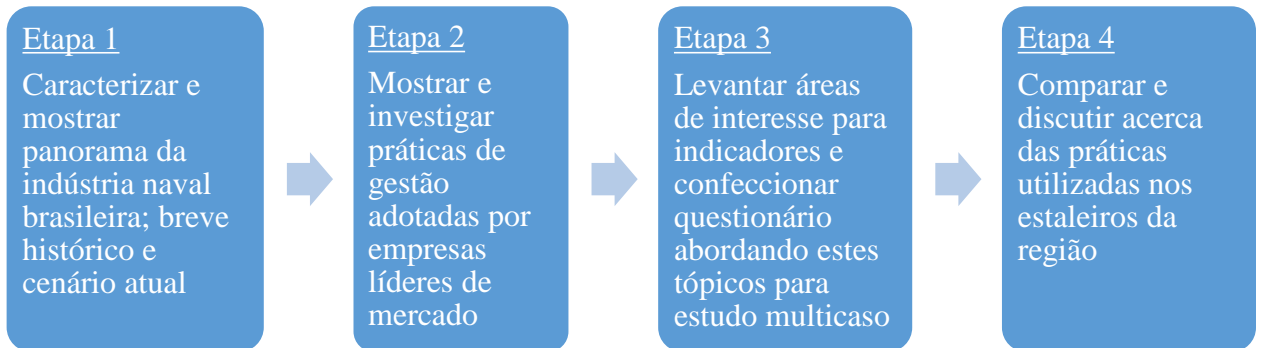 Etapa 1
Caracterizar e
mostrar
panorama da
indústria naval
brasileira; breve
histórico e
cenário atual
Etapa 2
Mostrar e
investigar
práticas de
gestão
adotadas por
empresas
líderes de
mercado
Etapa 3
Levantar áreas
de interesse para
indicadores e
confeccionar
questionário
abordando estes
tópicos para
estudo multicaso
Etapa 4
Comparar e
discutir acerca
das práticas
utilizadas nos
estaleiros da
região